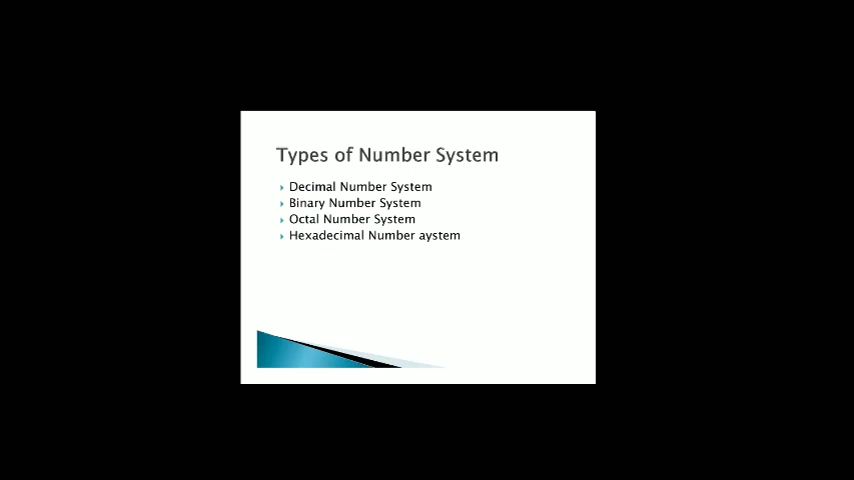 Types of Number System
Decimal Number System
Binary Number System
Octal Number System
Hexadecimal Number aystem